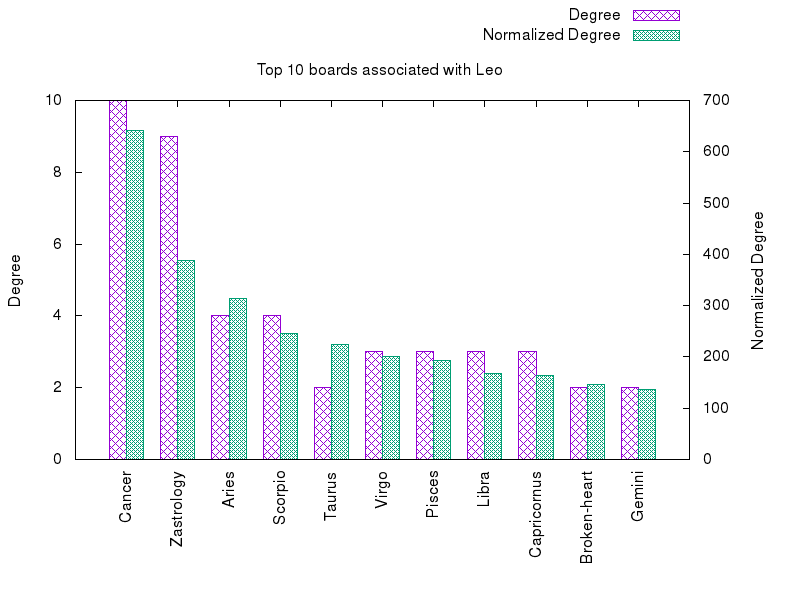 Degree
Normalized Degree
Top 10 boards associated with Leo
10
8
6
4
2
0
Degree
700
600
500
400
300
200
100
0
Normalized Degree
Cancer
Zastrology
Aries
Scorpio
Taurus
Virgo
Pisces
Libra
Capricornus
Broken-heart
Gemini